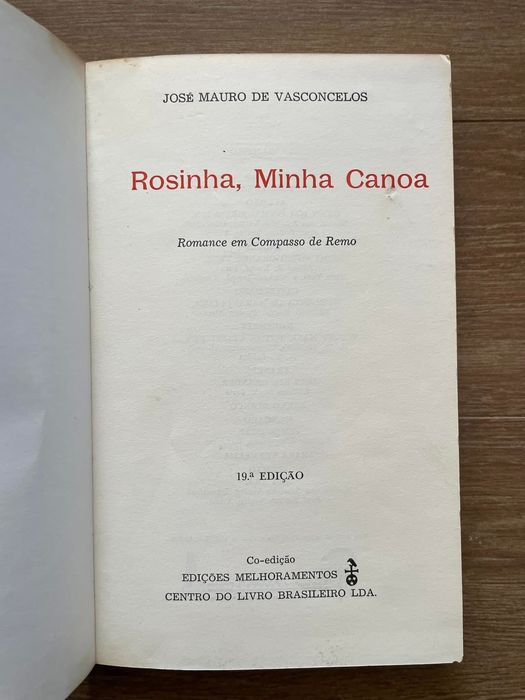 JOSÉ MAURO DE VASCONCELOS
Rosinha, Minha Canoa
Romance em Compasso de Remo
19.ª EDIÇÃO
Co-edição
EDIÇÕES MELHORAMENTOS
CENTRO DO LIVRO BRASILEIRO LDA.